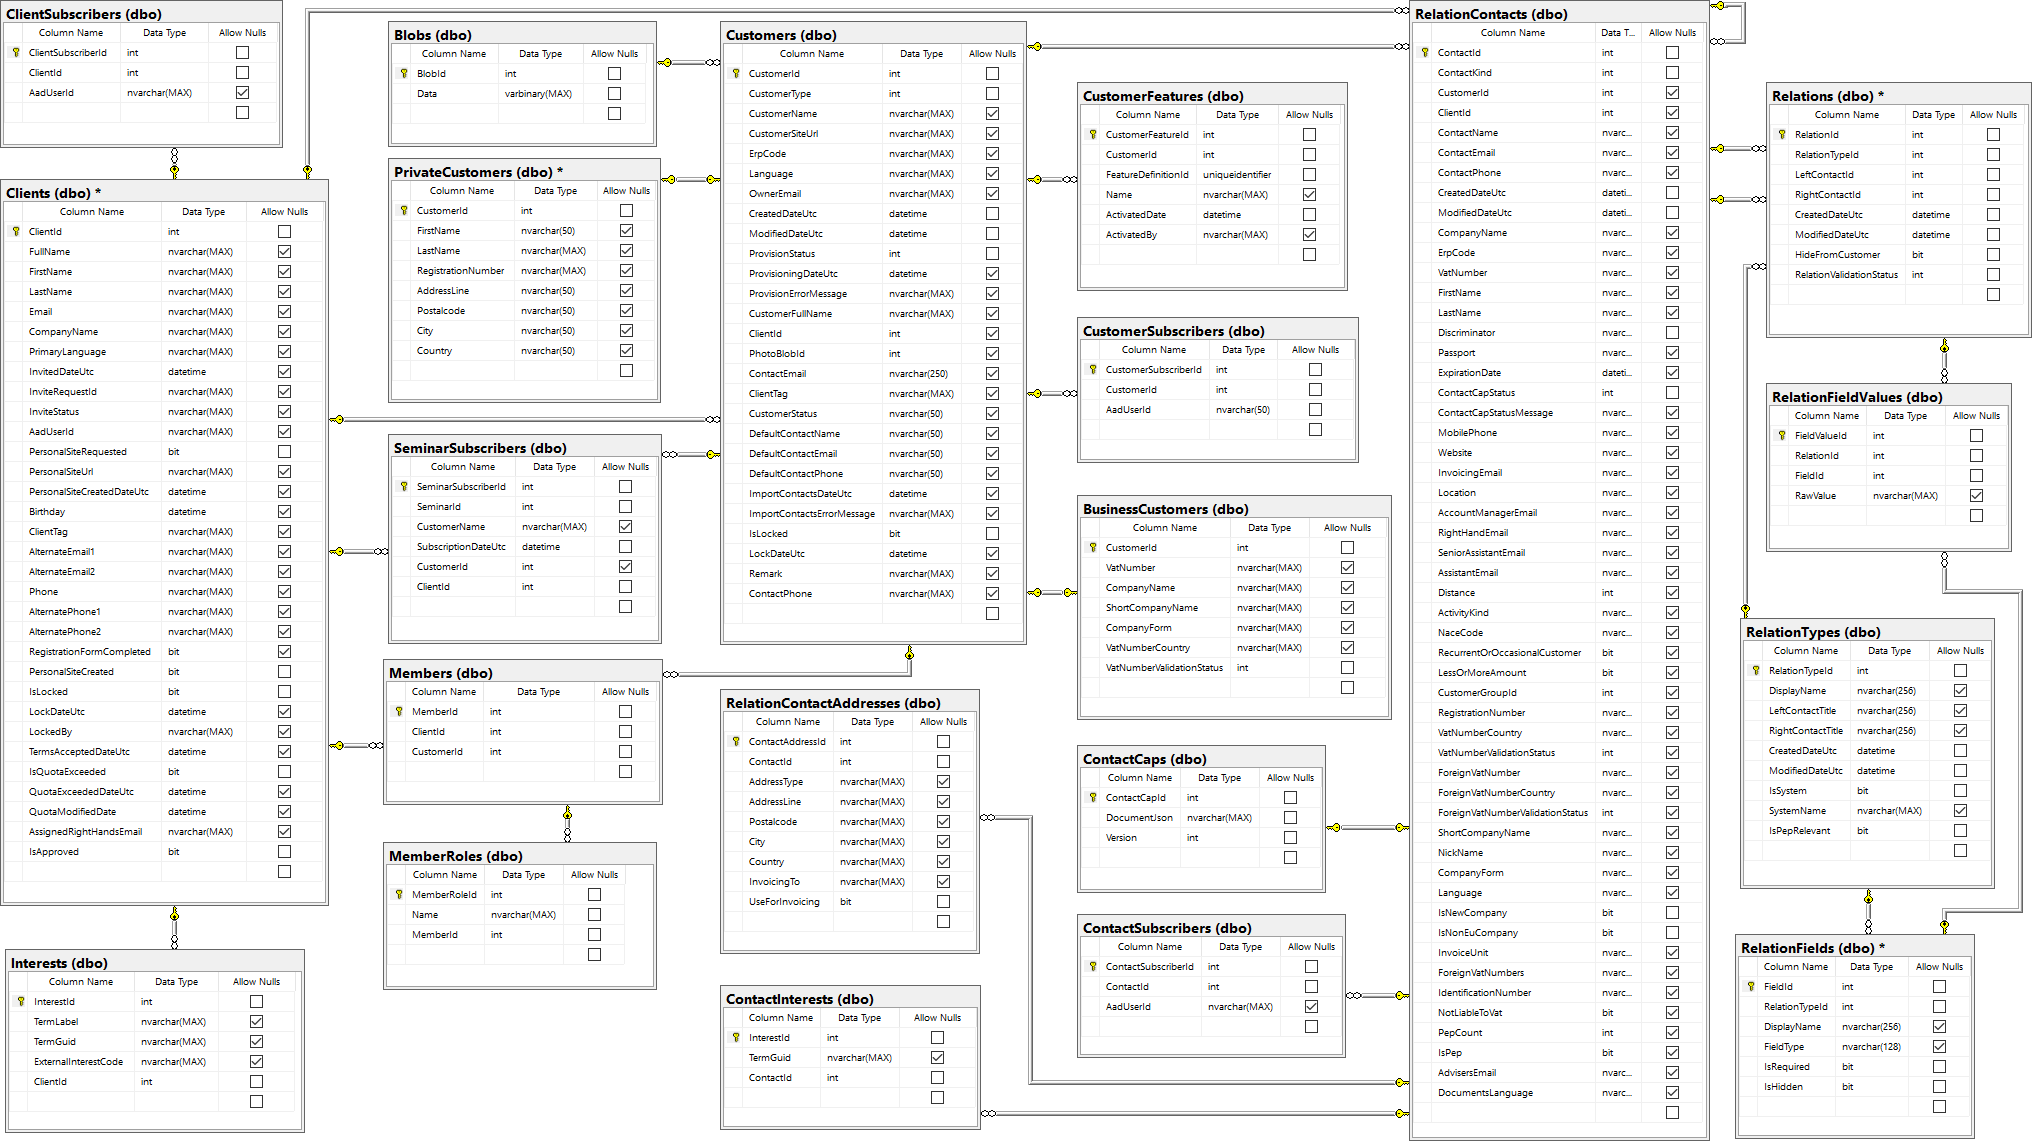 ClientSubscribers (dbo)
Column Name Data Type Allow Nulls
ClientSubscriberId int
ClientId int
AadUserId nvarchar(MAX)
Clients (dbo) *
Column Name Data Type Allow Nulls
ClientId int
FullName nvarchar(MAX)
FirstName nvarchar(MAX)
LastName nvarchar(MAX)
Email nvarchar(MAX)
CompanyName nvarchar(MAX)
PrimaryLanguage nvarchar(MAX)
InvitedDateUtc datetime
InviteRequestId nvarchar(MAX)
InviteStatus nvarchar(MAX)
AadUserId nvarchar(MAX)
PersonalSiteRequested bit
PersonalSiteUrl nvarchar(MAX)
PersonalSiteCreatedDateUtc datetime
Birthday datetime
ClientTag nvarchar(MAX)
AlternateEmail1 nvarchar(MAX)
AlternateEmail2 nvarchar(MAX)
Phone nvarchar(MAX)
AlternatePhone1 nvarchar(MAX)
AlternatePhone2 nvarchar(MAX)
RegistrationFormCompleted bit
PersonalSiteCreated bit
IsLocked bit
LockDateUtc datetime
LockedBy nvarchar(MAX)
TermsAcceptedDateUtc datetime
IsQuotaExceeded bit
QuotaExceededDateUtc datetime
QuotaModifiedDate datetime
AssignedRightHandsEmail nvarchar(MAX)
IsApproved bit
Interests (dbo)
Column Name Data Type Allow Nulls
InterestId int
TermLabel nvarchar(MAX)
TermGuid nvarchar(MAX)
ExternalInterestCode nvarchar(MAX)
ClientId int
Blobs (dbo)
Column Name Data Type Allow Nulls
BlobId int
Data varbinary(MAX)
PrivateCustomers (dbo) *
Column Name Data Type Allow Nulls
CustomerId int
FirstName nvarchar(50)
LastName nvarchar(MAX)
RegistrationNumber nvarchar(MAX)
AddressLine nvarchar(50)
Postalcode nvarchar(50)
City nvarchar(50)
Country nvarchar(50)
SeminarSubscribers (dbo)
Column Name Data Type Allow Nulls
SeminarSubscriberId int
SeminarId int
CustomerName nvarchar(MAX)
SubscriptionDateUtc datetime
CustomerId int
ClientId int
Members (dbo)
Column Name Data Type Allow Nulls
MemberId int
ClientId int
CustomerId int
MemberRoles (dbo)
Column Name Data Type Allow Nulls
MemberRoleId int
Name nvarchar(MAX)
MemberId int
Customers (dbo)
Column Name Data Type Allow Nulls
CustomerId int
CustomerType int
CustomerName nvarchar(MAX)
CustomerSiteUrl nvarchar(MAX)
ErpCode nvarchar(MAX)
Language nvarchar(MAX)
OwnerEmail nvarchar(MAX)
CreatedDateUtc datetime
ModifiedDateUtc datetime
ProvisionStatus int
ProvisioningDateUtc datetime
ProvisionErrorMessage nvarchar(MAX)
CustomerFullName nvarchar(MAX)
ClientId int
PhotoBlobId int
ContactEmail nvarchar(250)
ClientTag nvarchar(MAX)
CustomerStatus nvarchar(50)
DefaultContactName nvarchar(50)
DefaultContactEmail nvarchar(50)
DefaultContactPhone nvarchar(50)
ImportContactsDateUtc datetime
ImportContactsErrorMessage nvarchar(MAX)
IsLocked bit
LockDateUtc datetime
Remark nvarchar(MAX)
ContactPhone nvarchar(MAX)
RelationContactAddresses (dbo)
Column Name Data Type Allow Nulls
ContactAddressId int
ContactId int
AddressType nvarchar(MAX)
AddressLine nvarchar(MAX)
Postalcode nvarchar(MAX)
City nvarchar(MAX)
Country nvarchar(MAX)
InvoicingTo nvarchar(MAX)
UseForInvoicing bit
ContactInterests (dbo)
Column Name Data Type Allow Nulls
InterestId int
TermGuid nvarchar(MAX)
ContactId int
CustomerFeatures (dbo)
Column Name Data Type Allow Nulls
CustomerFeatureId int
CustomerId int
FeatureDefinitionId uniqueidentifier
Name nvarchar(MAX)
ActivatedDate datetime
ActivatedBy nvarchar(MAX)
CustomerSubscribers (dbo)
Column Name Data Type Allow Nulls
CustomerSubscriberId int
CustomerId int
AadUserId nvarchar(50)
BusinessCustomers (dbo)
Column Name Data Type Allow Nulls
CustomerId int
VatNumber nvarchar(MAX)
CompanyName nvarchar(MAX)
ShortCompanyName nvarchar(MAX)
CompanyForm nvarchar(MAX)
VatNumberCountry nvarchar(MAX)
VatNumberValidationStatus int
ContactCaps (dbo)
Column Name Data Type Allow Nulls
ContactCapId int
DocumentJson nvarchar(MAX)
Version int
ContactSubscribers (dbo)
Column Name Data Type Allow Nulls
ContactSubscriberId int
ContactId int
AadUserId nvarchar(MAX)
RelationContacts (dbo)
Column Name Data T... Allow Nulls
ContactId int
ContactKind int
CustomerId int
ClientId int
ContactName nvarc...
ContactEmail nvarc...
ContactPhone nvarc...
CreatedDateUtc dateti...
ModifiedDateUtc dateti...
CompanyName nvarc...
ErpCode nvarc...
VatNumber nvarc...
FirstName nvarc...
LastName nvarc...
Discriminator nvarc...
Passport nvarc...
ExpirationDate dateti...
ContactCapStatus int
ContactCapStatusMessage nvarc...
MobilePhone nvarc...
Website nvarc...
InvoicingEmail nvarc...
Location nvarc...
AccountManagerEmail nvarc...
RightHandEmail nvarc...
SeniorAssistantEmail nvarc...
AssistantEmail nvarc...
Distance int
ActivityKind nvarc...
NaceCode nvarc...
RecurrentOrOccasionalCustomer bit
LessOrMoreAmount bit
CustomerGroupId int
RegistrationNumber nvarc...
VatNumberCountry nvarc...
VatNumberValidationStatus int
ForeignVatNumber nvarc...
ForeignVatNumberCountry nvarc...
ForeignVatNumberValidationStatus int
ShortCompanyName nvarc...
NickName nvarc...
CompanyForm nvarc...
Language nvarc...
IsNewCompany bit
IsNonEuCompany bit
InvoiceUnit nvarc...
ForeignVatNumbers nvarc...
IdentificationNumber nvarc...
NotLiableToVat bit
PepCount int
IsPep bit
AdvisersEmail nvarc...
DocumentsLanguage nvarc...
Relations (dbo) *
Column Name Data Type Allow Nulls
RelationId int
RelationTypeId int
LeftContactId int
RightContactId int
CreatedDateUtc datetime
ModifiedDateUtc datetime
HideFromCustomer bit
RelationValidationStatus int
RelationFieldValues (dbo)
Column Name Data Type Allow Nulls
FieldValueId int
RelationId int
FieldId int
RawValue nvarchar(MAX)
RelationTypes (dbo)
Column Name Data Type Allow Nulls
RelationTypeId int
DisplayName nvarchar(256)
LeftContactTitle nvarchar(256)
RightContactTitle nvarchar(256)
CreatedDateUtc datetime
ModifiedDateUtc datetime
IsSystem bit
SystemName nvarchar(MAX)
IsPepRelevant bit
RelationFields (dbo) *
Column Name Data Type Allow Nulls
FieldId int
RelationTypeId int
DisplayName nvarchar(256)
FieldType nvarchar(128)
IsRequired bit
IsHidden bit